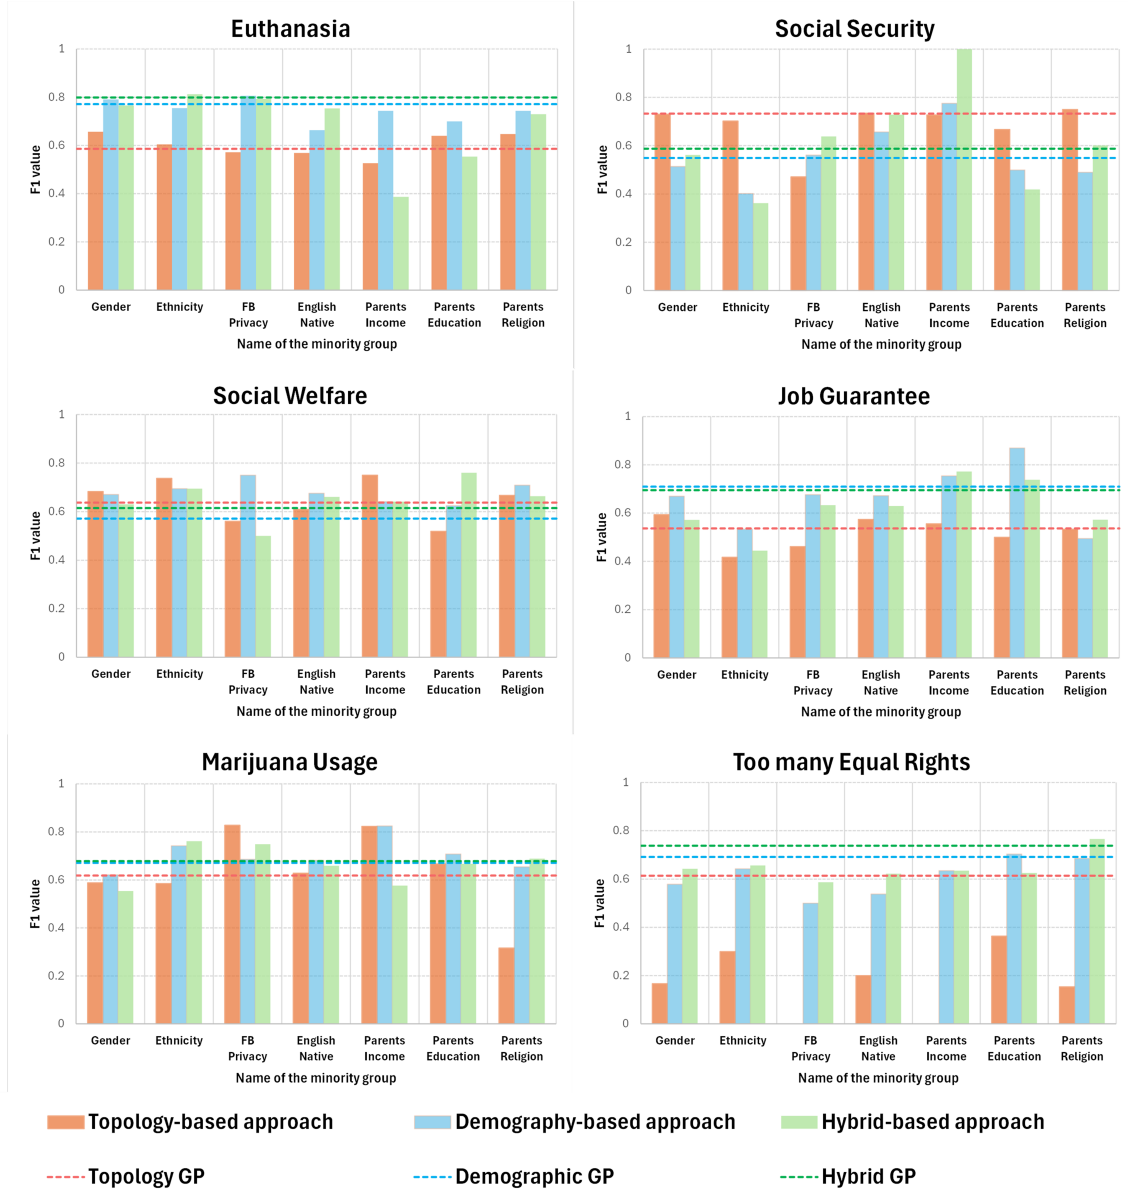 Euthanasia
1
0.8
0.6
0.4
0.2
0
F1 value
Gender Ethnicity FB Privacy English Native Parents Income Parents Education Parents Religion
Name of the minority group
Social Security
1
0.8
0.6
0.4
0.2
0
F1 value
Gender Ethnicity FB Privacy English Native Parents Income Parents Education Parents Religion
Name of the minority group
Social Welfare
1
0.8
0.6
0.4
0.2
0
F1 value
Gender Ethnicity FB Privacy English Native Parents Income Parents Education Parents Religion
Name of the minority group
Job Guarantee
1
0.8
0.6
0.4
0.2
0
F1 value
Gender Ethnicity FB Privacy English Native Parents Income Parents Education Parents Religion
Name of the minority group
Marijuana Usage
1
0.8
0.6
0.4
0.2
0
F1 value
Gender Ethnicity FB Privacy English Native Parents Income Parents Education Parents Religion
Name of the minority group
Too many Equal Rights
1
0.8
0.6
0.4
0.2
0
F1 value
Gender Ethnicity FB Privacy English Native Parents Income Parents Education Parents Religion
Name of the minority group
Topology-based approach Demography-based approach Hybrid-based approach
Topology GP Demographic GP Hybrid GP